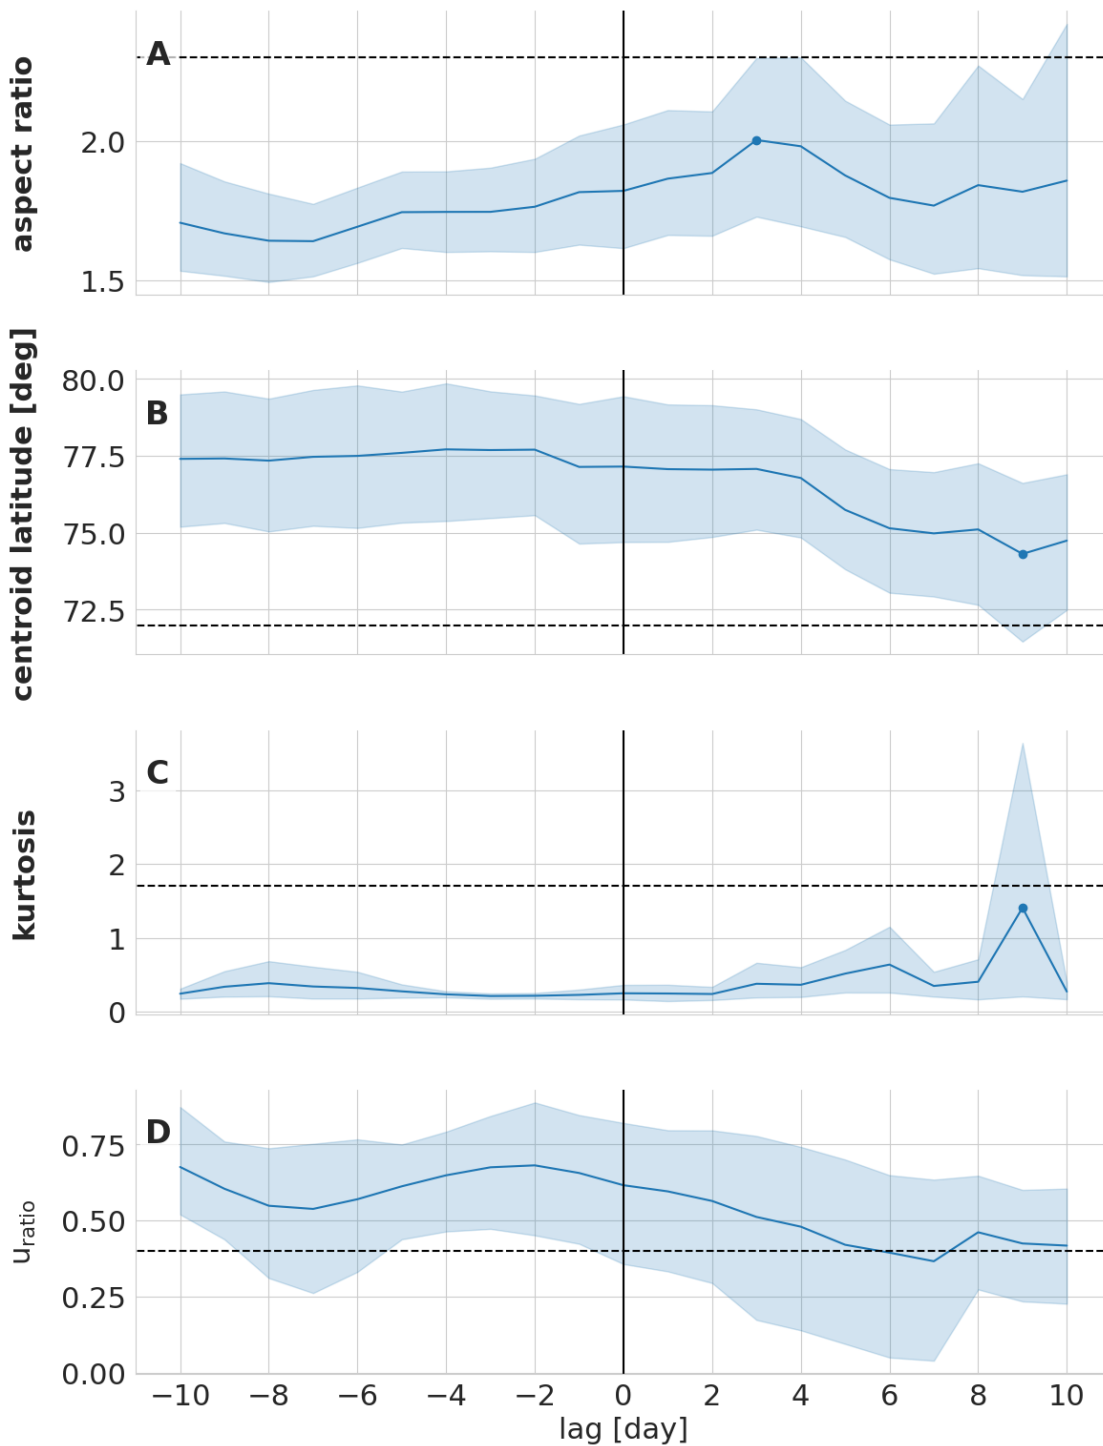 A
aspect ratio
2.0
1.5
B
centroid latitude [deg]
80.0
77.5
75.0
72.5
C
kurtosis
3
2
1
0
D
u_ratio
0.75
0.50
0.25
0.00
−10 −8 −6 −4 −2 0 2 4 6 8 10
lag [day]